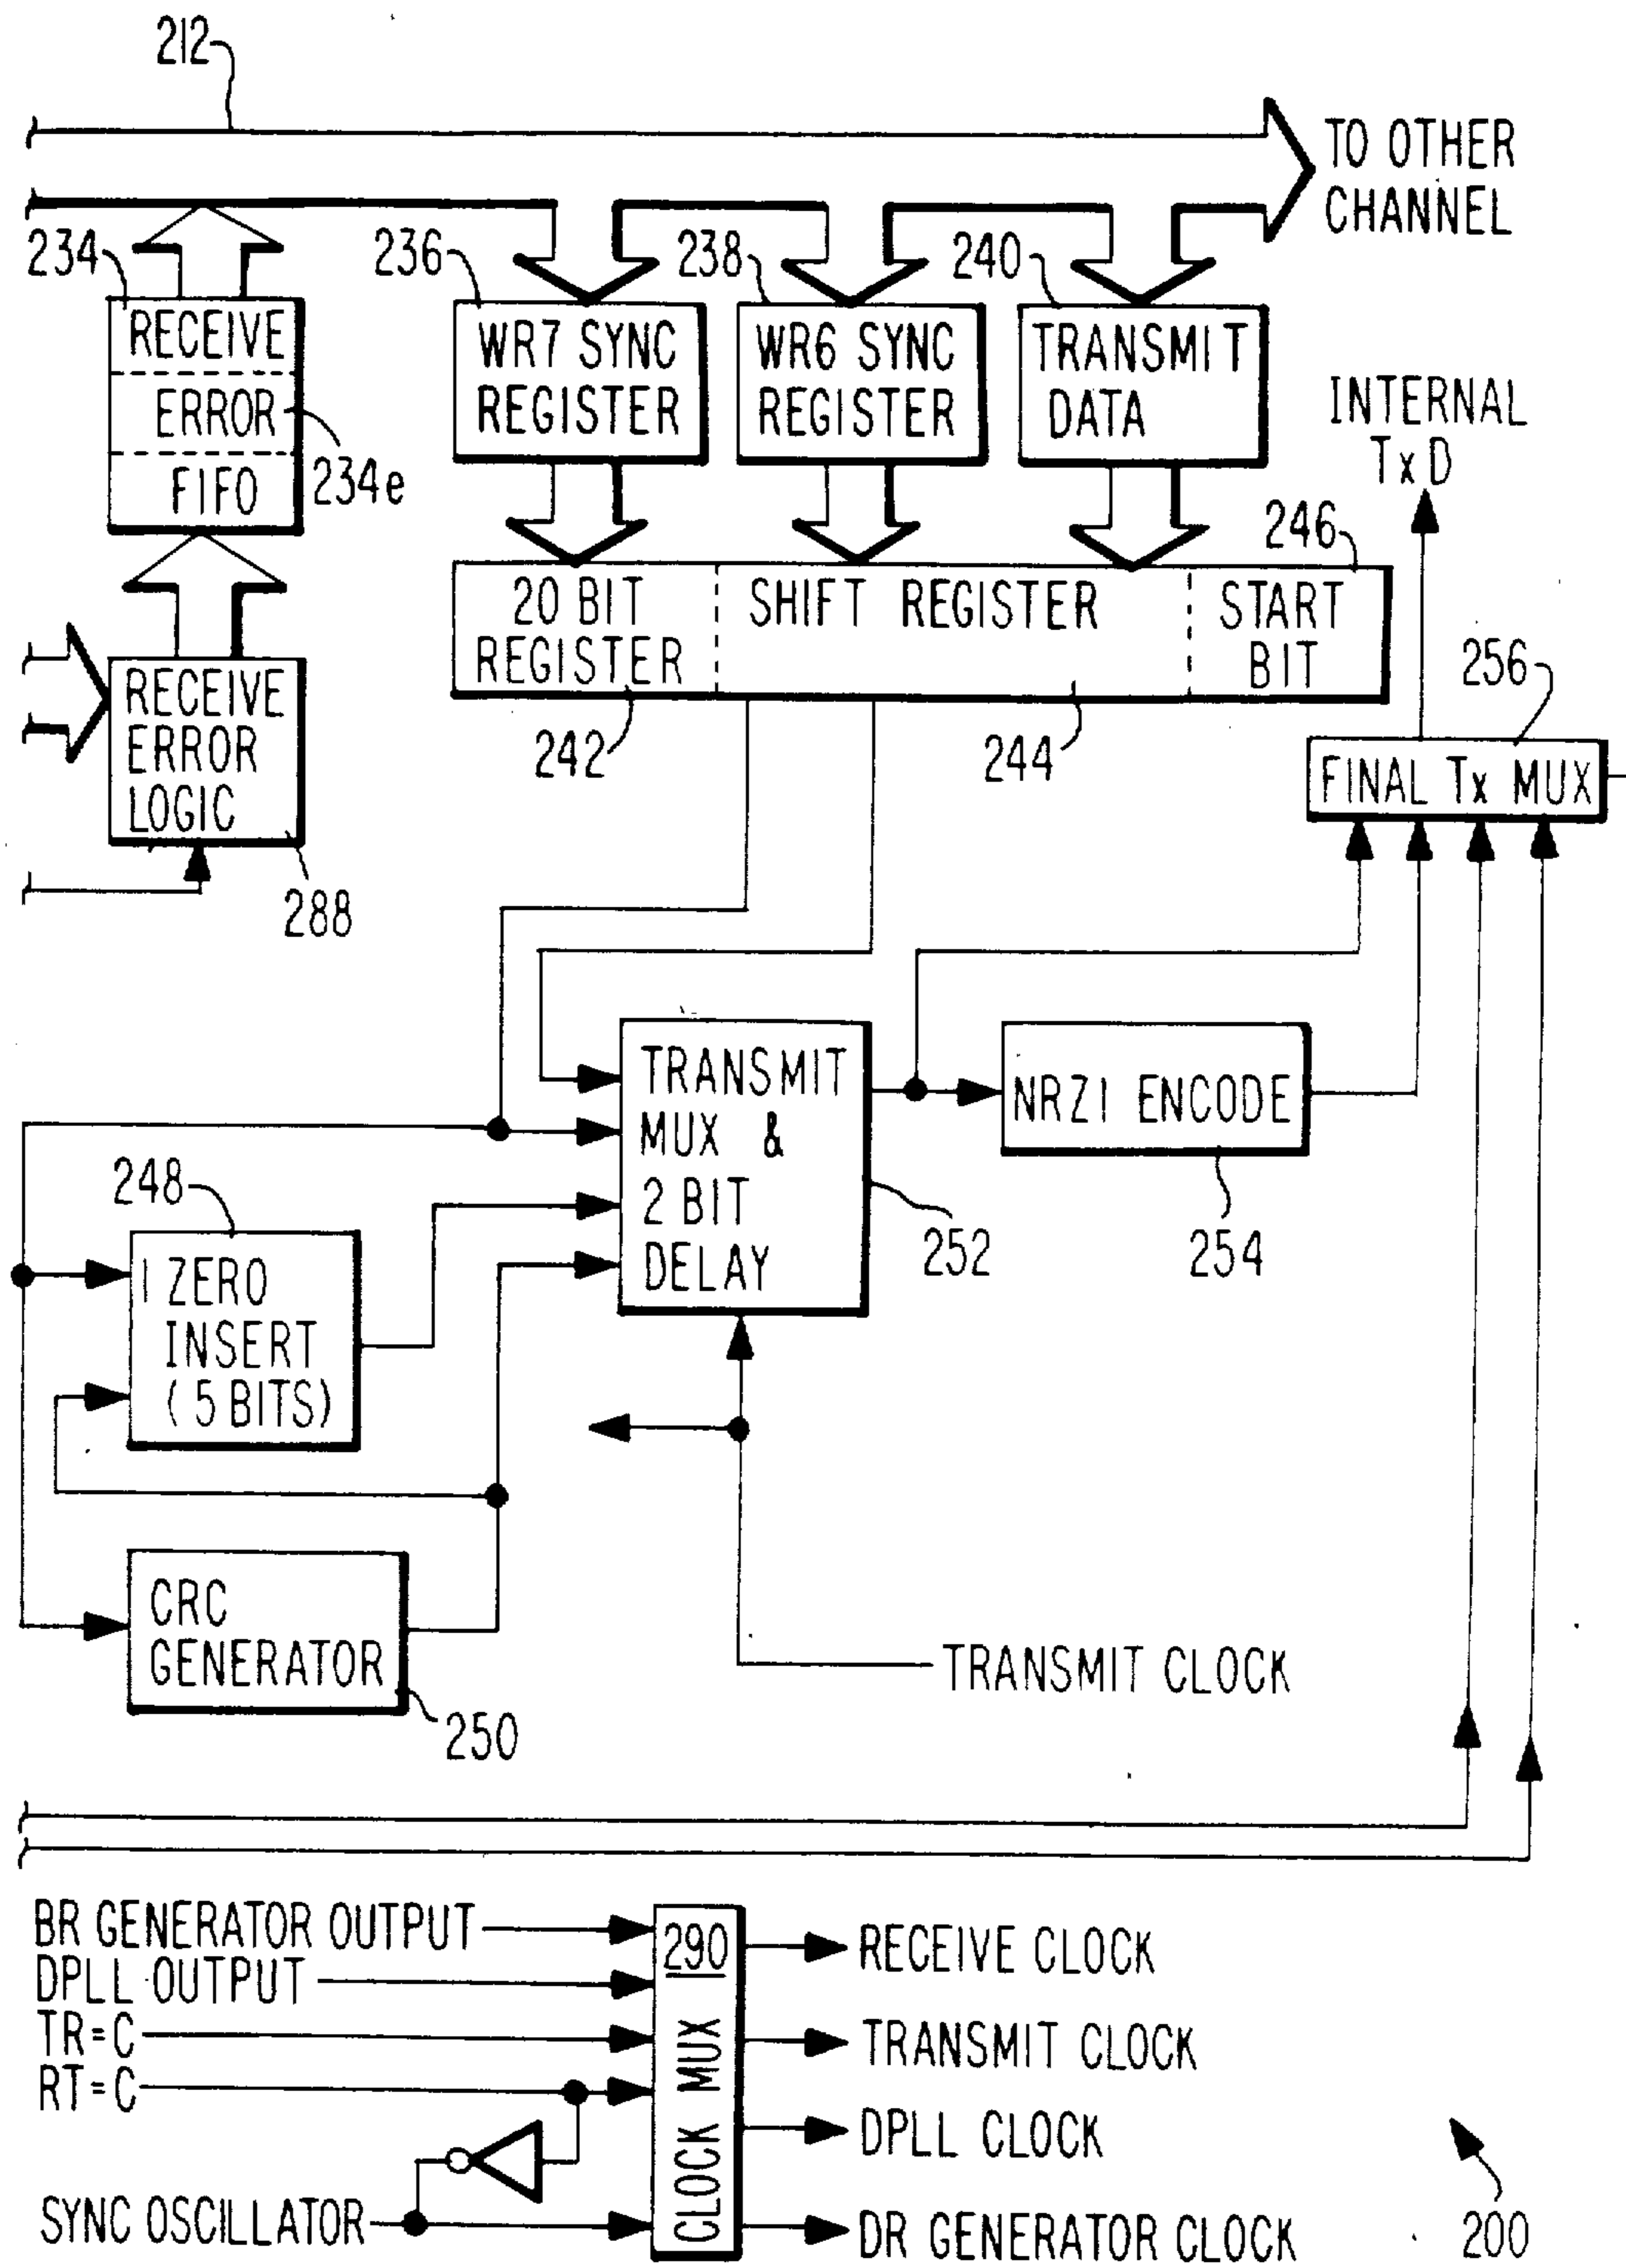 212
TO OTHER
CHANNEL
234
236
238
240
RECEIVE
ERROR
FIFO
234e
WR7 SYNC
REGISTER
WR6 SYNC
REGISTER
TRANSMIT
DATA
INTERNAL
TxD
246
20 BIT
REGISTER
SHIFT REGISTER
START
BIT
242
244
256
RECEIVE
ERROR
LOGIC
288
FINAL Tx MUX
TRANSMIT
MUX &
2 BIT
DELAY
252
NRZ1 ENCODE
254
248
1 ZERO
INSERT
(5 BITS)
CRC
GENERATOR
250
TRANSMIT CLOCK
BR GENERATOR OUTPUT
DPLL OUTPUT
TR=C
RT=C
SYNC OSCILLATOR
290
CLOCK MUX
RECEIVE CLOCK
TRANSMIT CLOCK
DPLL CLOCK
DR GENERATOR CLOCK
200